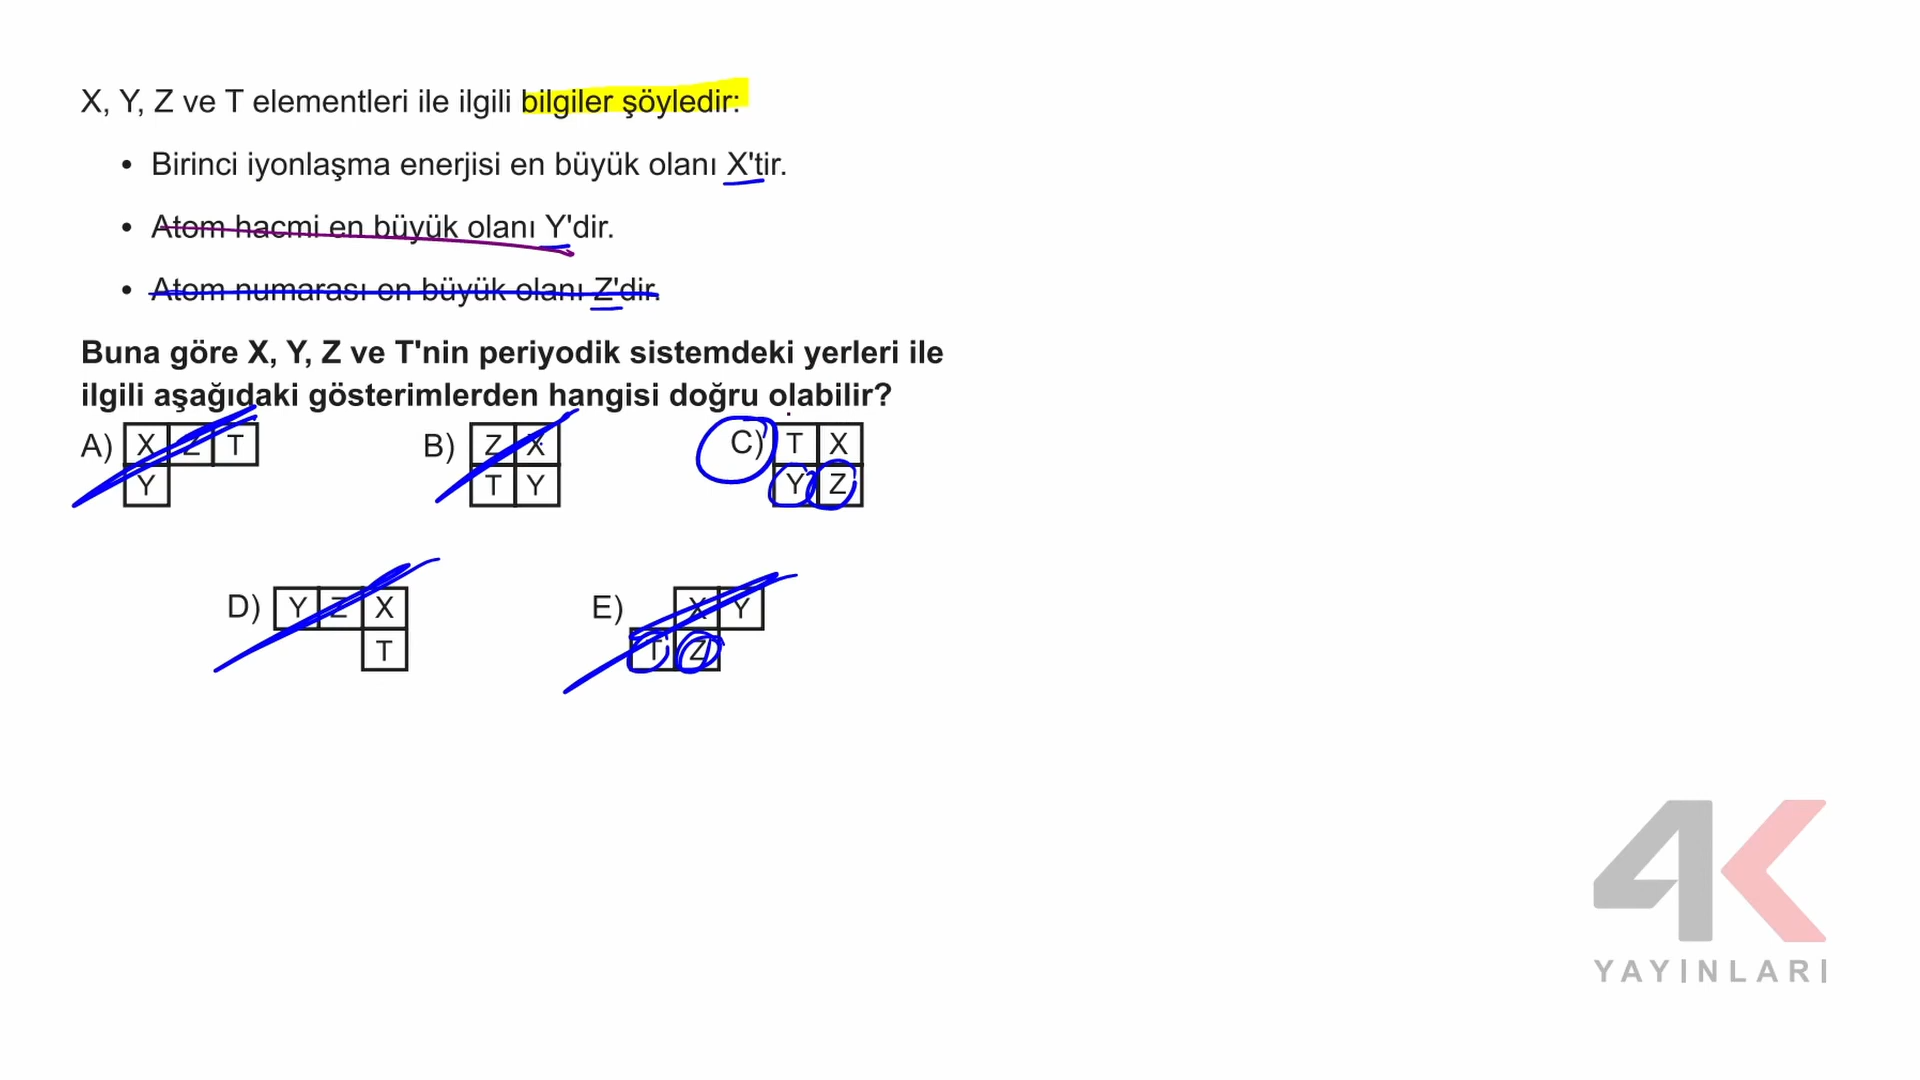 X, Y, Z ve T elementleri ile ilgili bilgiler şöyledir:
• Birinci iyonlaşma enerjisi en büyük olanı X'tir.
• Atom hacmi en büyük olanı Y'dir.
• Atom numarası en büyük olanı Z'dir.
Buna göre X, Y, Z ve T'nin periyodik sistemdeki yerleri ile
ilgili aşağıdaki gösterimlerden hangisi doğru olabilir?
A) X Z T
Y
B) Z X
T Y
C) T X
Y Z
D) Y Z X
T
E) X Y
T Z
4K
YAYINLARI